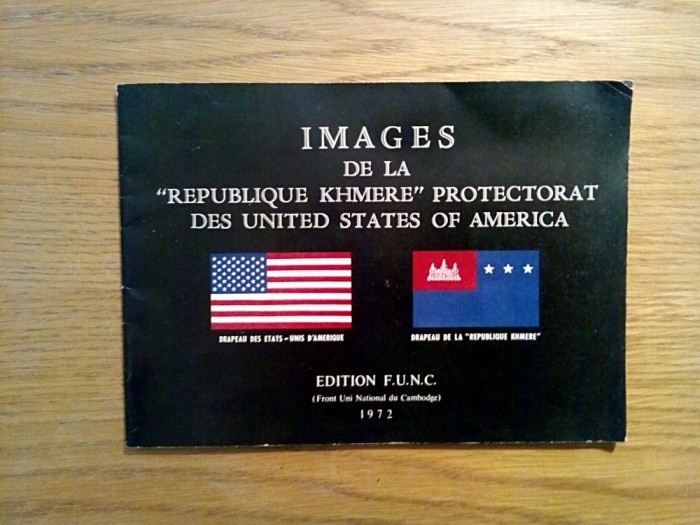 IMAGES
DE LA
“REPUBLIQUE KHMERE” PROTECTORAT
DES UNITED STATES OF AMERICA
DRAPEAU DES ETATS-UNIS D'AMERIQUE
DRAPEAU DE LA "REPUBLIQUE KHMERE"
EDITION F.U.N.C.
(Front Uni National du Cambodge)
1972